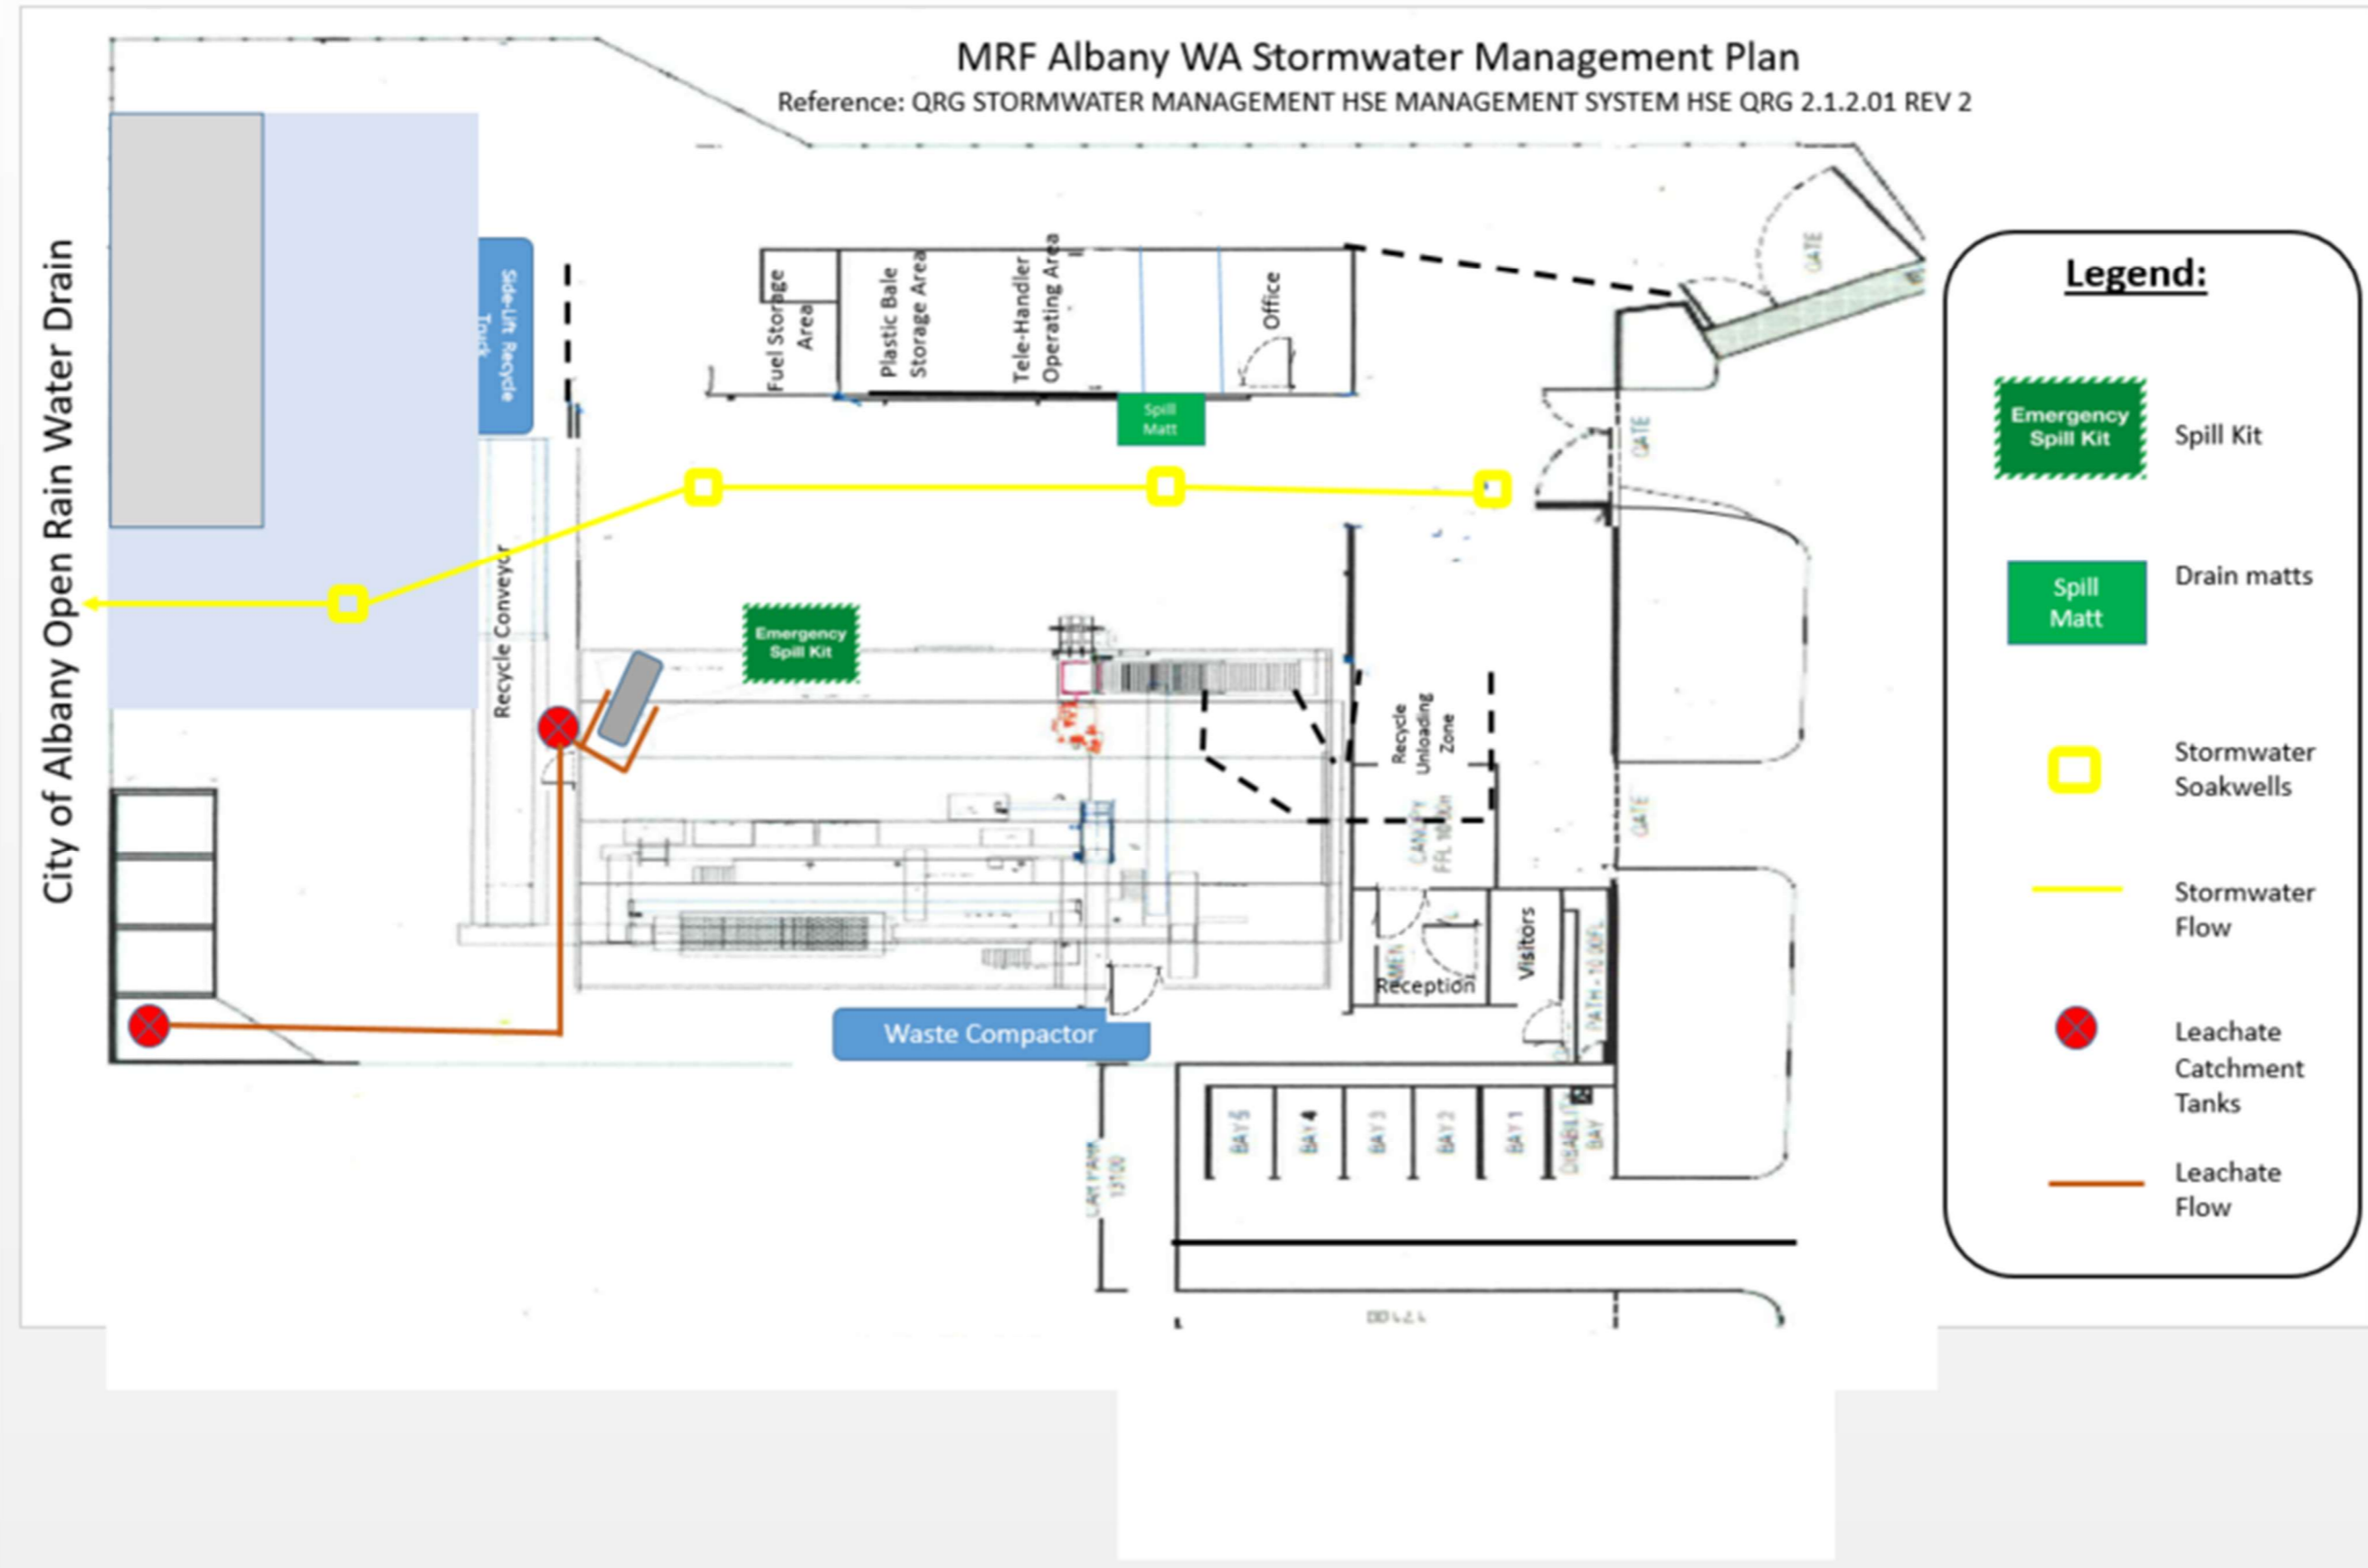 MRF Albany WA Stormwater Management Plan
Reference: QRG STORMWATER MANAGEMENT HSE MANAGEMENT SYSTEM HSE QRG 2.1.2.01 REV 2
City of Albany Open Rain Water Drain
Side-Lift Recycle
Truck
Recycle Conveyor
Fuel Storage
Area
Plastic Bale
Storage Area
Tele-Handler
Operating Area
Office
Spill
Matt
Emergency
Spill Kit
GATE
GATE
GATE
Recycle
Unloading
Zone
CANOPY
Reception
Visitors
Waste Compactor
BAY 5
BAY 4
BAY 3
BAY 2
BAY 1
DISABILITY
BAY
Legend:
Emergency
Spill Kit
Spill Kit
Spill
Matt
Drain matts
Stormwater
Soakwells
Stormwater
Flow
Leachate
Catchment
Tanks
Leachate
Flow